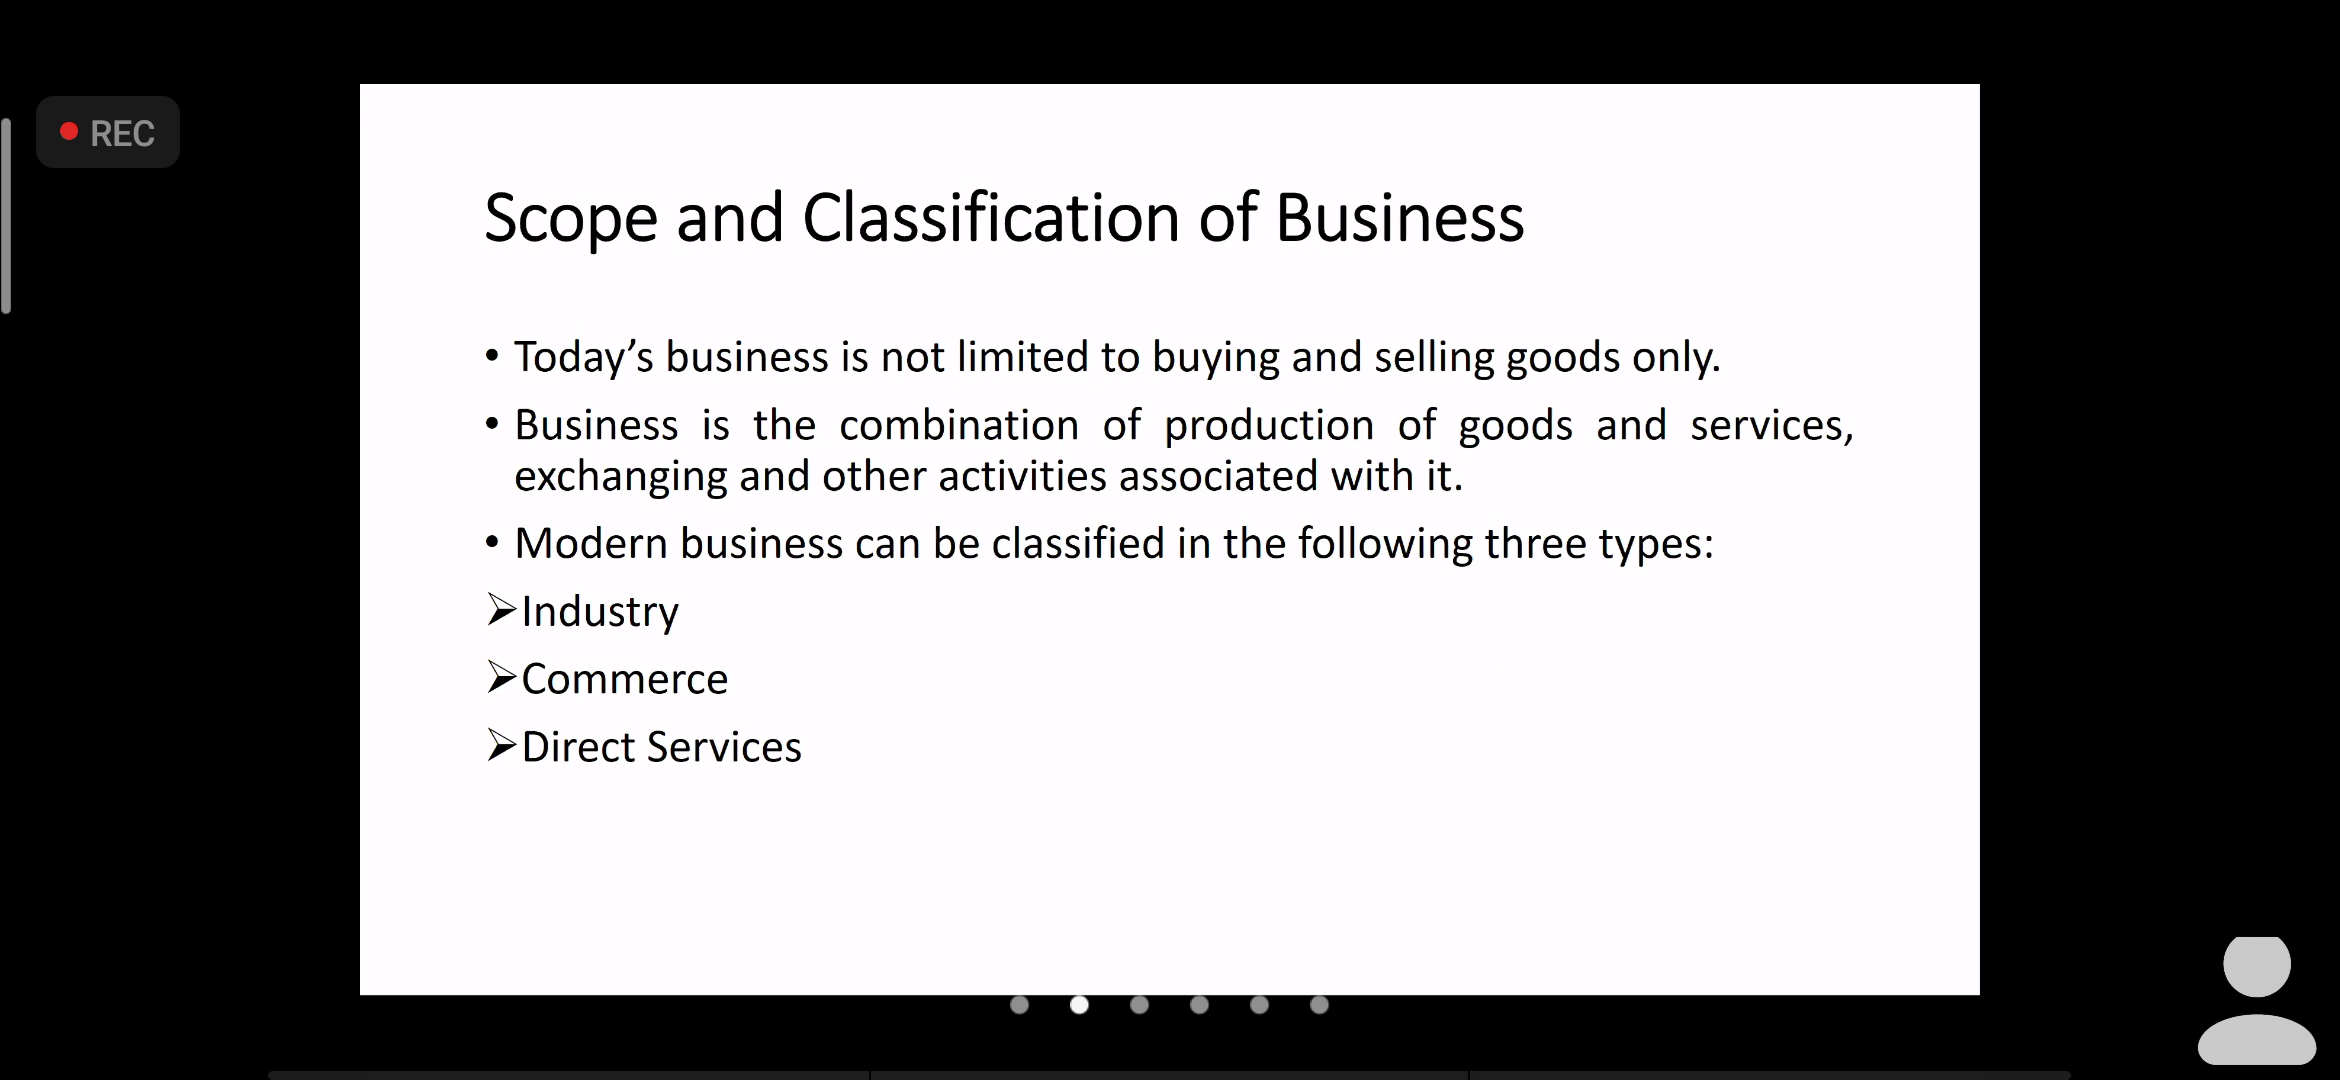 REC
Scope and Classification of Business
• Today’s business is not limited to buying and selling goods only.
• Business is the combination of production of goods and services,
exchanging and other activities associated with it.
• Modern business can be classified in the following three types:
➢Industry
➢Commerce
➢Direct Services